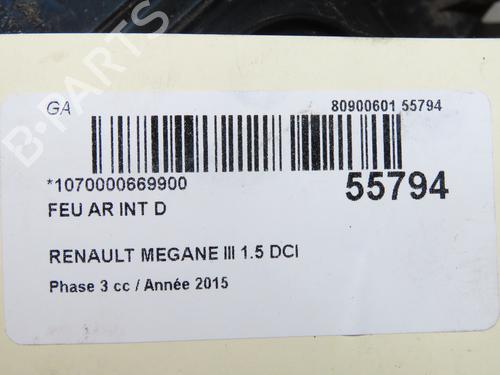 GA
80900601 55794
*1070000669900
55794
FEU AR INT D
RENAULT MEGANE III 1.5 DCI
Phase 3 cc / Année 2015
B-PARTS